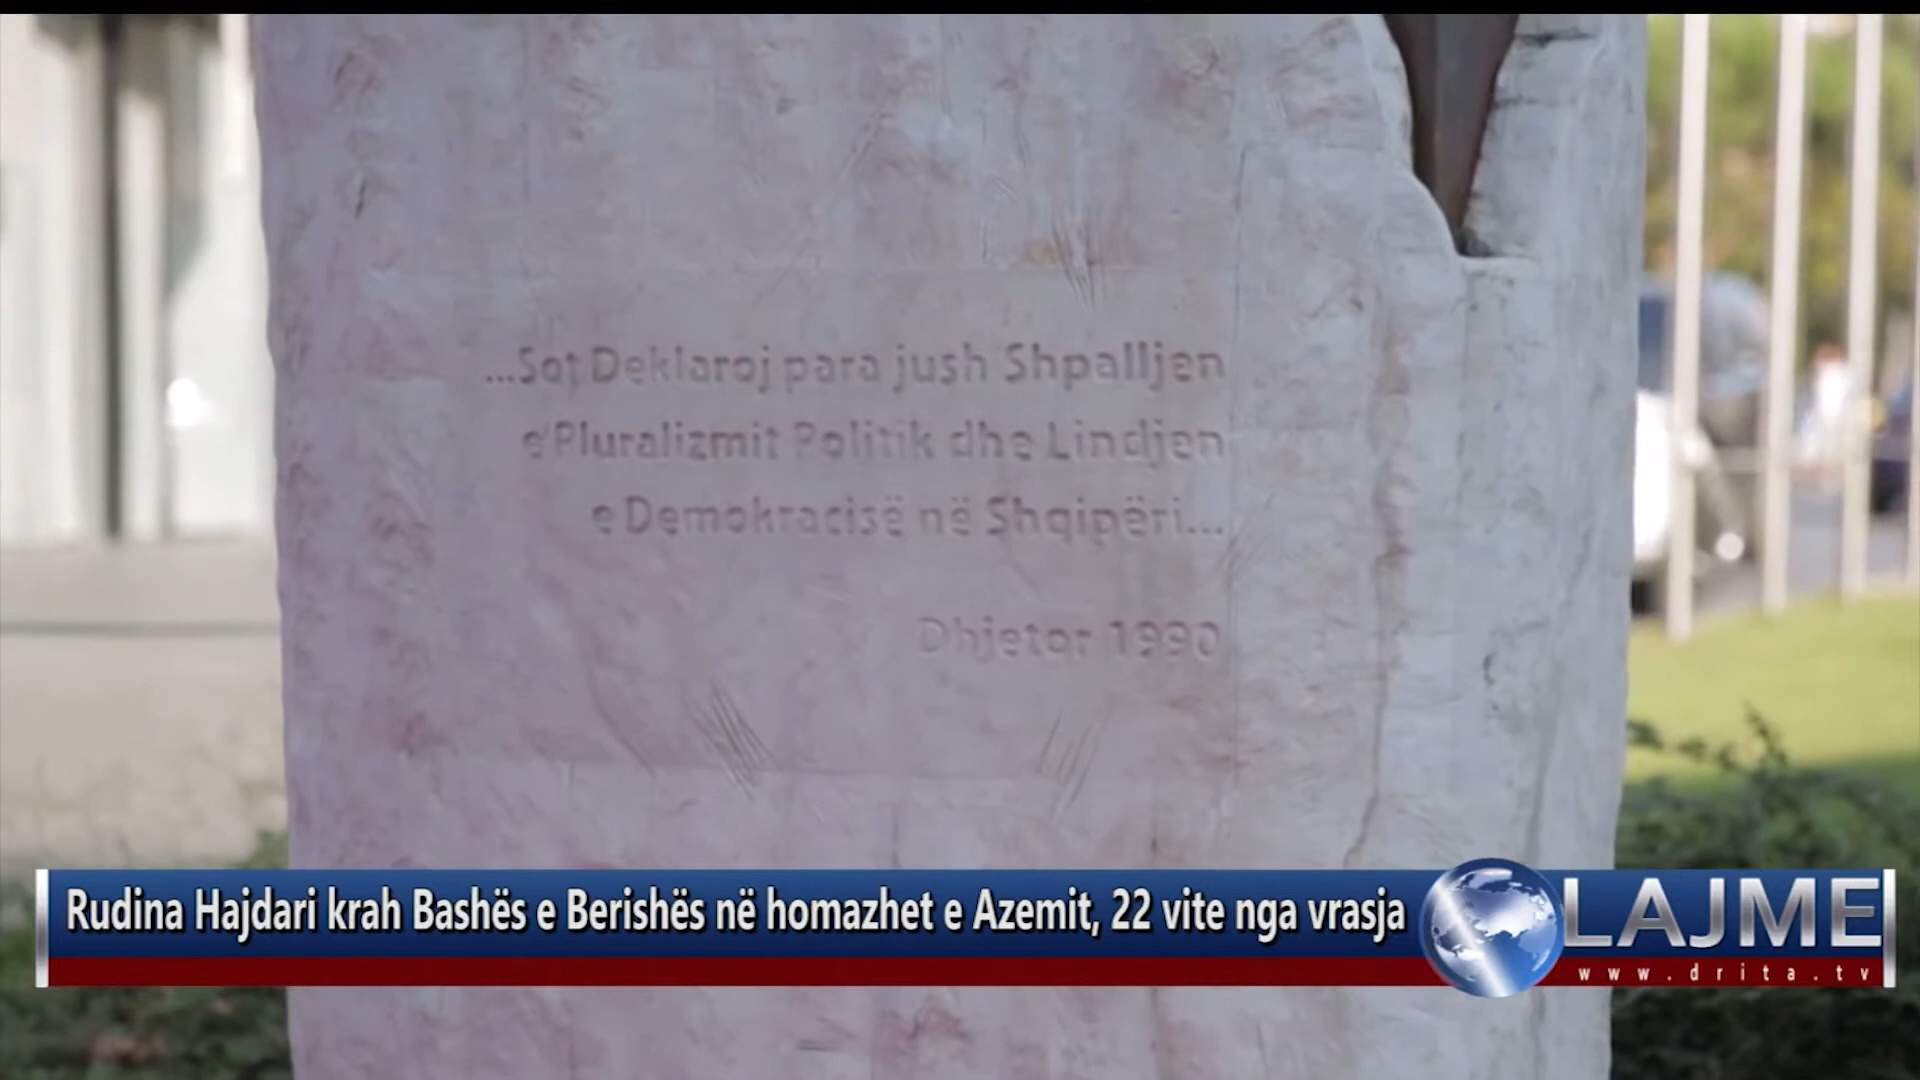 ...Sot Deklaroj para jush Shpalljen
e Pluralizmit Politik dhe Lindjen
e Demokracisë në Shqipëri...
Dhjetor 1990
Rudina Hajdari krah Bashës e Berishës në homazhet e Azemit, 22 vite nga vrasja
LAJME
www.drita.tv